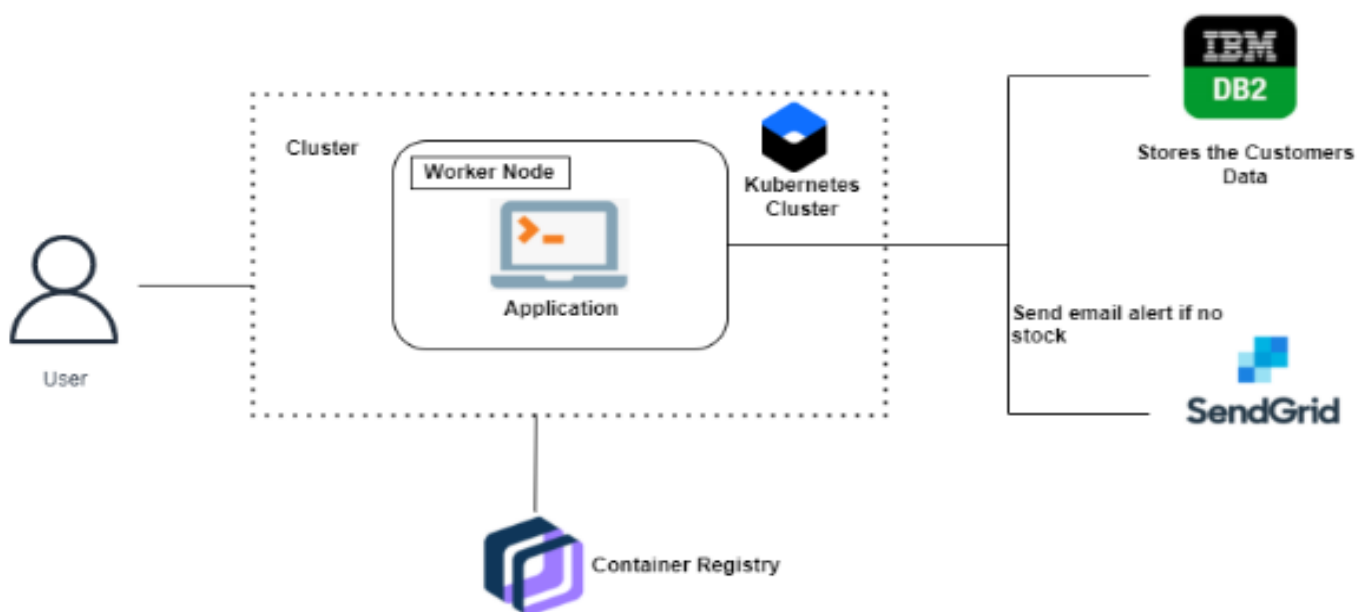 IBM
DB2
Stores the Customers
Data
Cluster
Kubernetes
Cluster
Worker Node
Application
User
Send email alert if no
stock
SendGrid
Container Registry